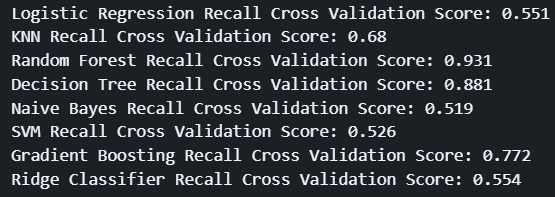 Logistic Regression Recall Cross Validation Score: 0.551
KNN Recall Cross Validation Score: 0.68
Random Forest Recall Cross Validation Score: 0.931
Decision Tree Recall Cross Validation Score: 0.881
Naive Bayes Recall Cross Validation Score: 0.519
SVM Recall Cross Validation Score: 0.526
Gradient Boosting Recall Cross Validation Score: 0.772
Ridge Classifier Recall Cross Validation Score: 0.554